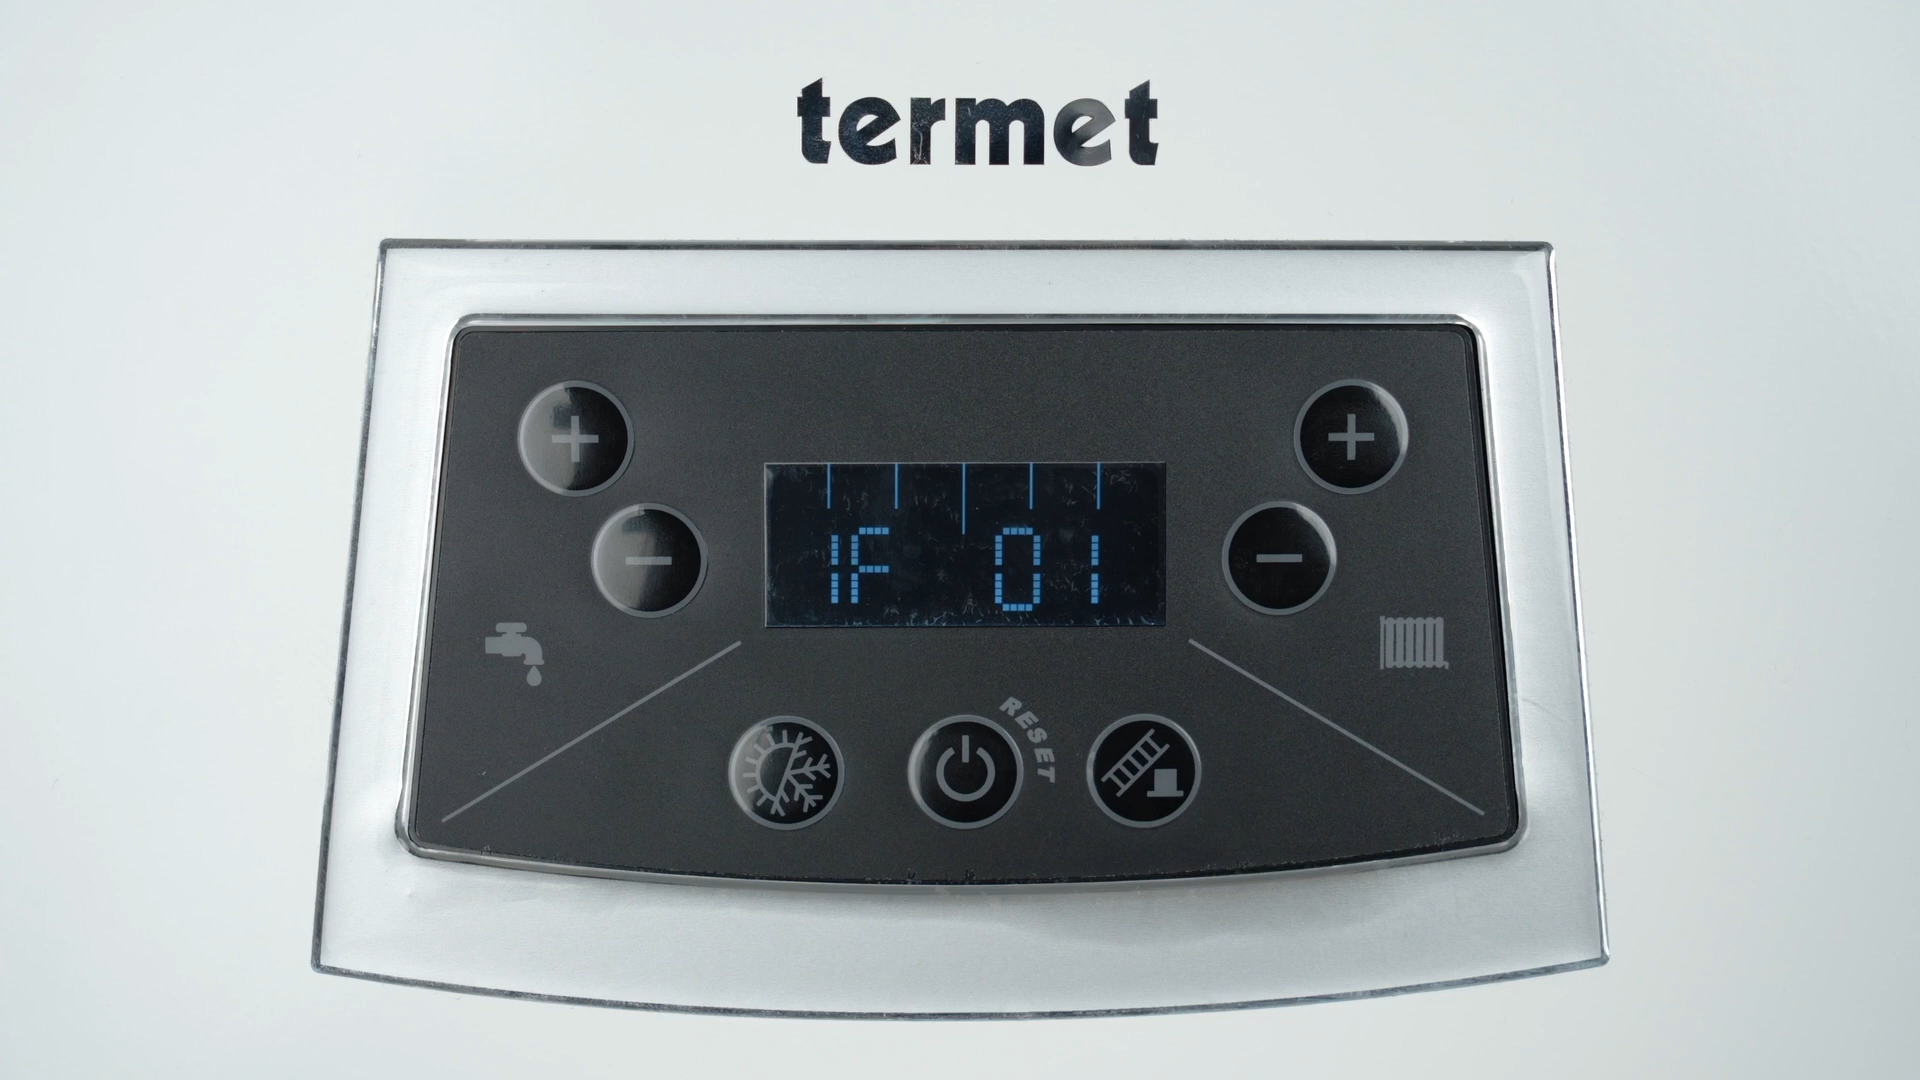 termet
+ +
1F 01
- -
RESET